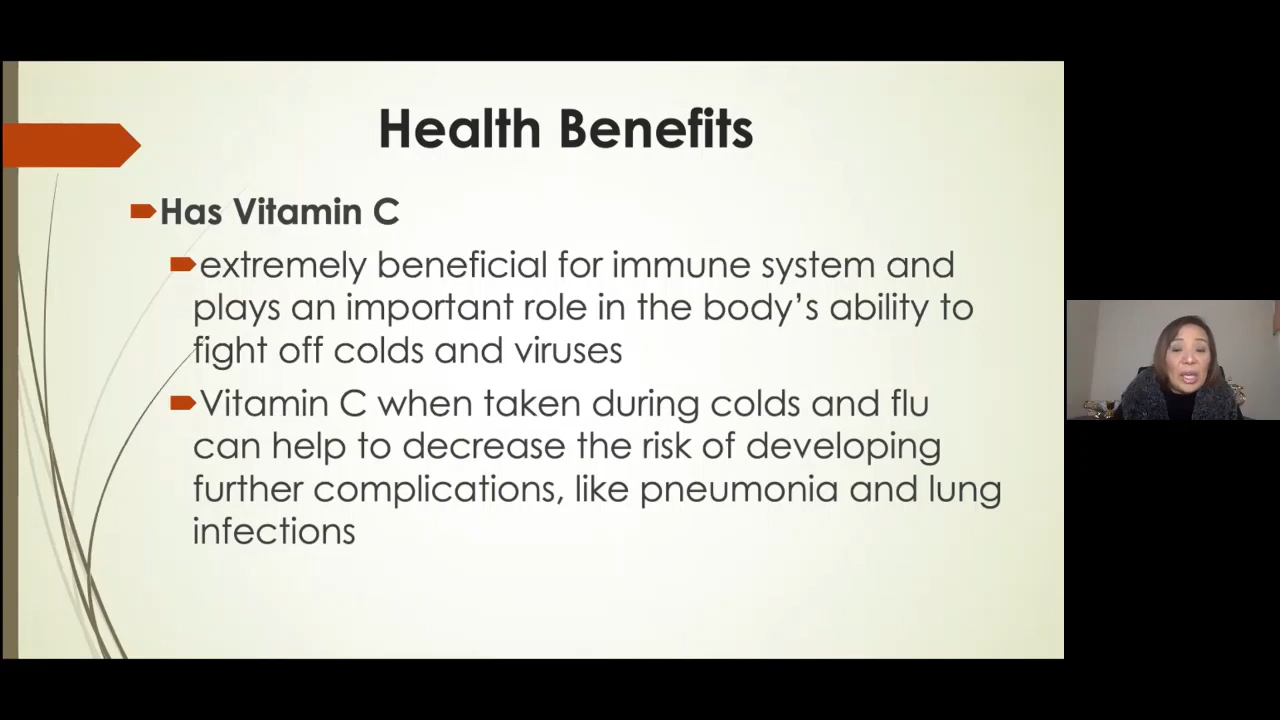 Health Benefits
Has Vitamin C
extremely beneficial for immune system and
plays an important role in the body’s ability to
fight off colds and viruses
Vitamin C when taken during colds and flu
can help to decrease the risk of developing
further complications, like pneumonia and lung
infections